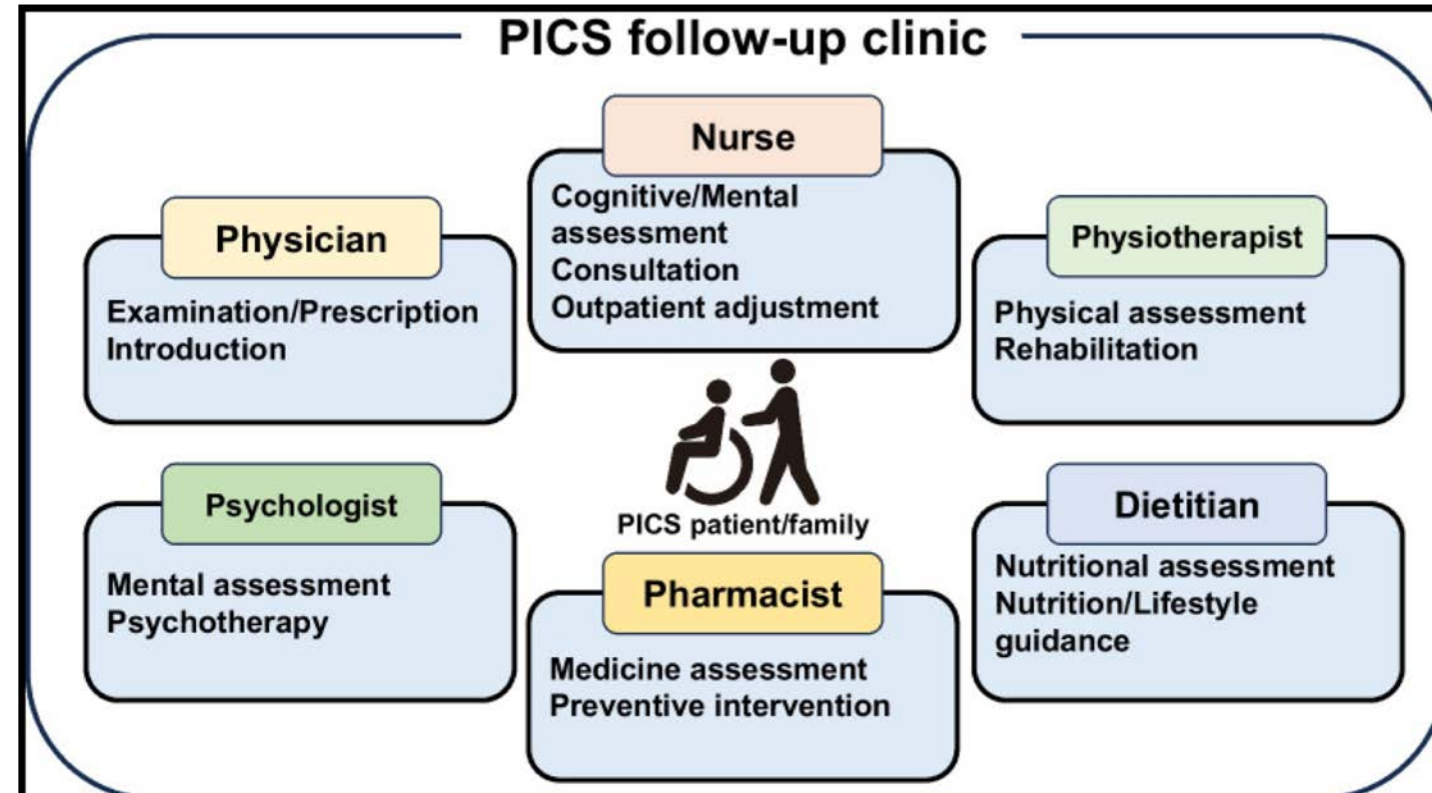 PICS follow-up clinic
Nurse
Cognitive/Mental
assessment
Consultation
Outpatient adjustment
Physician
Examination/Prescription
Introduction
Physiotherapist
Physical assessment
Rehabilitation
PICS patient/family
Psychologist
Mental assessment
Psychotherapy
Pharmacist
Medicine assessment
Preventive intervention
Dietitian
Nutritional assessment
Nutrition/Lifestyle
guidance